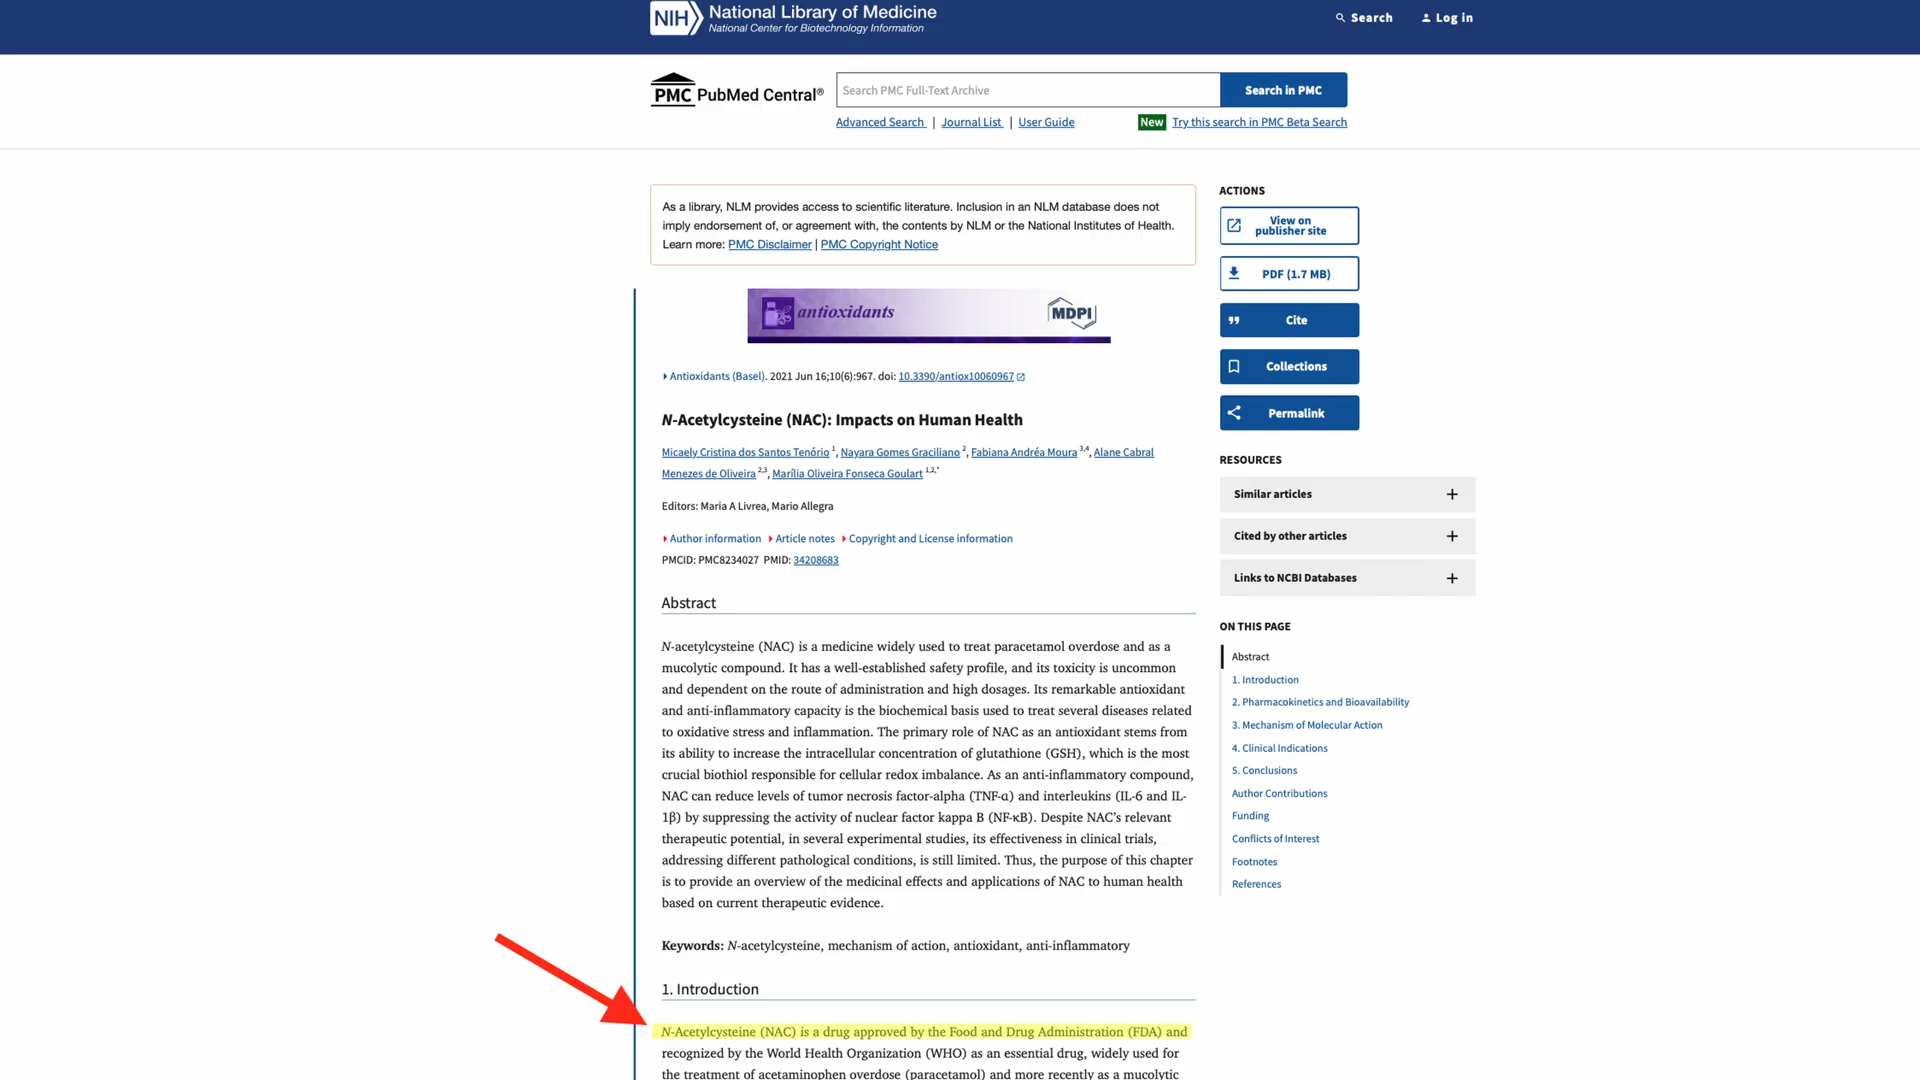 NIH National Library of Medicine
National Center for Biotechnology Information
Search
Log in
PMC PubMed Central®
Search PMC Full-Text Archive
Search in PMC
Advanced Search | Journal List | User Guide
New Try this search in PMC Beta Search
As a library, NLM provides access to scientific literature. Inclusion in an NLM database does not
imply endorsement of, or agreement with, the contents by NLM or the National Institutes of Health.
Learn more: PMC Disclaimer | PMC Copyright Notice
antioxidants
MDPI
Antioxidants (Basel). 2021 Jun 16;10(6):967. doi: 10.3390/antiox10060967
N-Acetylcysteine (NAC): Impacts on Human Health
Micaely Cristina dos Santos Tenório 1, Nayara Gomes Graciliano 2, Fabiana Andréa Moura 3,4, Alane Cabral
Menezes de Oliveira 2,3, Marília Oliveira Fonseca Goulart 1,2,*
Editors: Maria A Livrea, Mario Allegra
Author information Article notes Copyright and License information
PMCID: PMC8234027 PMID: 34208683
Abstract
N-acetylcysteine (NAC) is a medicine widely used to treat paracetamol overdose and as a
mucolytic compound. It has a well-established safety profile, and its toxicity is uncommon
and dependent on the route of administration and high dosages. Its remarkable antioxidant
and anti-inflammatory capacity is the biochemical basis used to treat several diseases related
to oxidative stress and inflammation. The primary role of NAC as an antioxidant stems from
its ability to increase the intracellular concentration of glutathione (GSH), which is the most
crucial biothiol responsible for cellular redox imbalance. As an anti-inflammatory compound,
NAC can reduce levels of tumor necrosis factor-alpha (TNF-α) and interleukins (IL-6 and IL-
1β) by suppressing the activity of nuclear factor kappa B (NF-κB). Despite NAC’s relevant
therapeutic potential, in several experimental studies, its effectiveness in clinical trials,
addressing different pathological conditions, is still limited. Thus, the purpose of this chapter
is to provide an overview of the medicinal effects and applications of NAC to human health
based on current therapeutic evidence.
Keywords: N-acetylcysteine, mechanism of action, antioxidant, anti-inflammatory
1. Introduction
N-Acetylcysteine (NAC) is a drug approved by the Food and Drug Administration (FDA) and
recognized by the World Health Organization (WHO) as an essential drug, widely used for
the treatment of acetaminophen overdose (paracetamol) and more recently as a mucolytic
ACTIONS
View on
publisher site
PDF (1.7 MB)
Cite
Collections
Permalink
RESOURCES
Similar articles
Cited by other articles
Links to NCBI Databases
ON THIS PAGE
Abstract
1. Introduction
2. Pharmacokinetics and Bioavailability
3. Mechanism of Molecular Action
4. Clinical Indications
5. Conclusions
Author Contributions
Funding
Conflicts of Interest
Footnotes
References